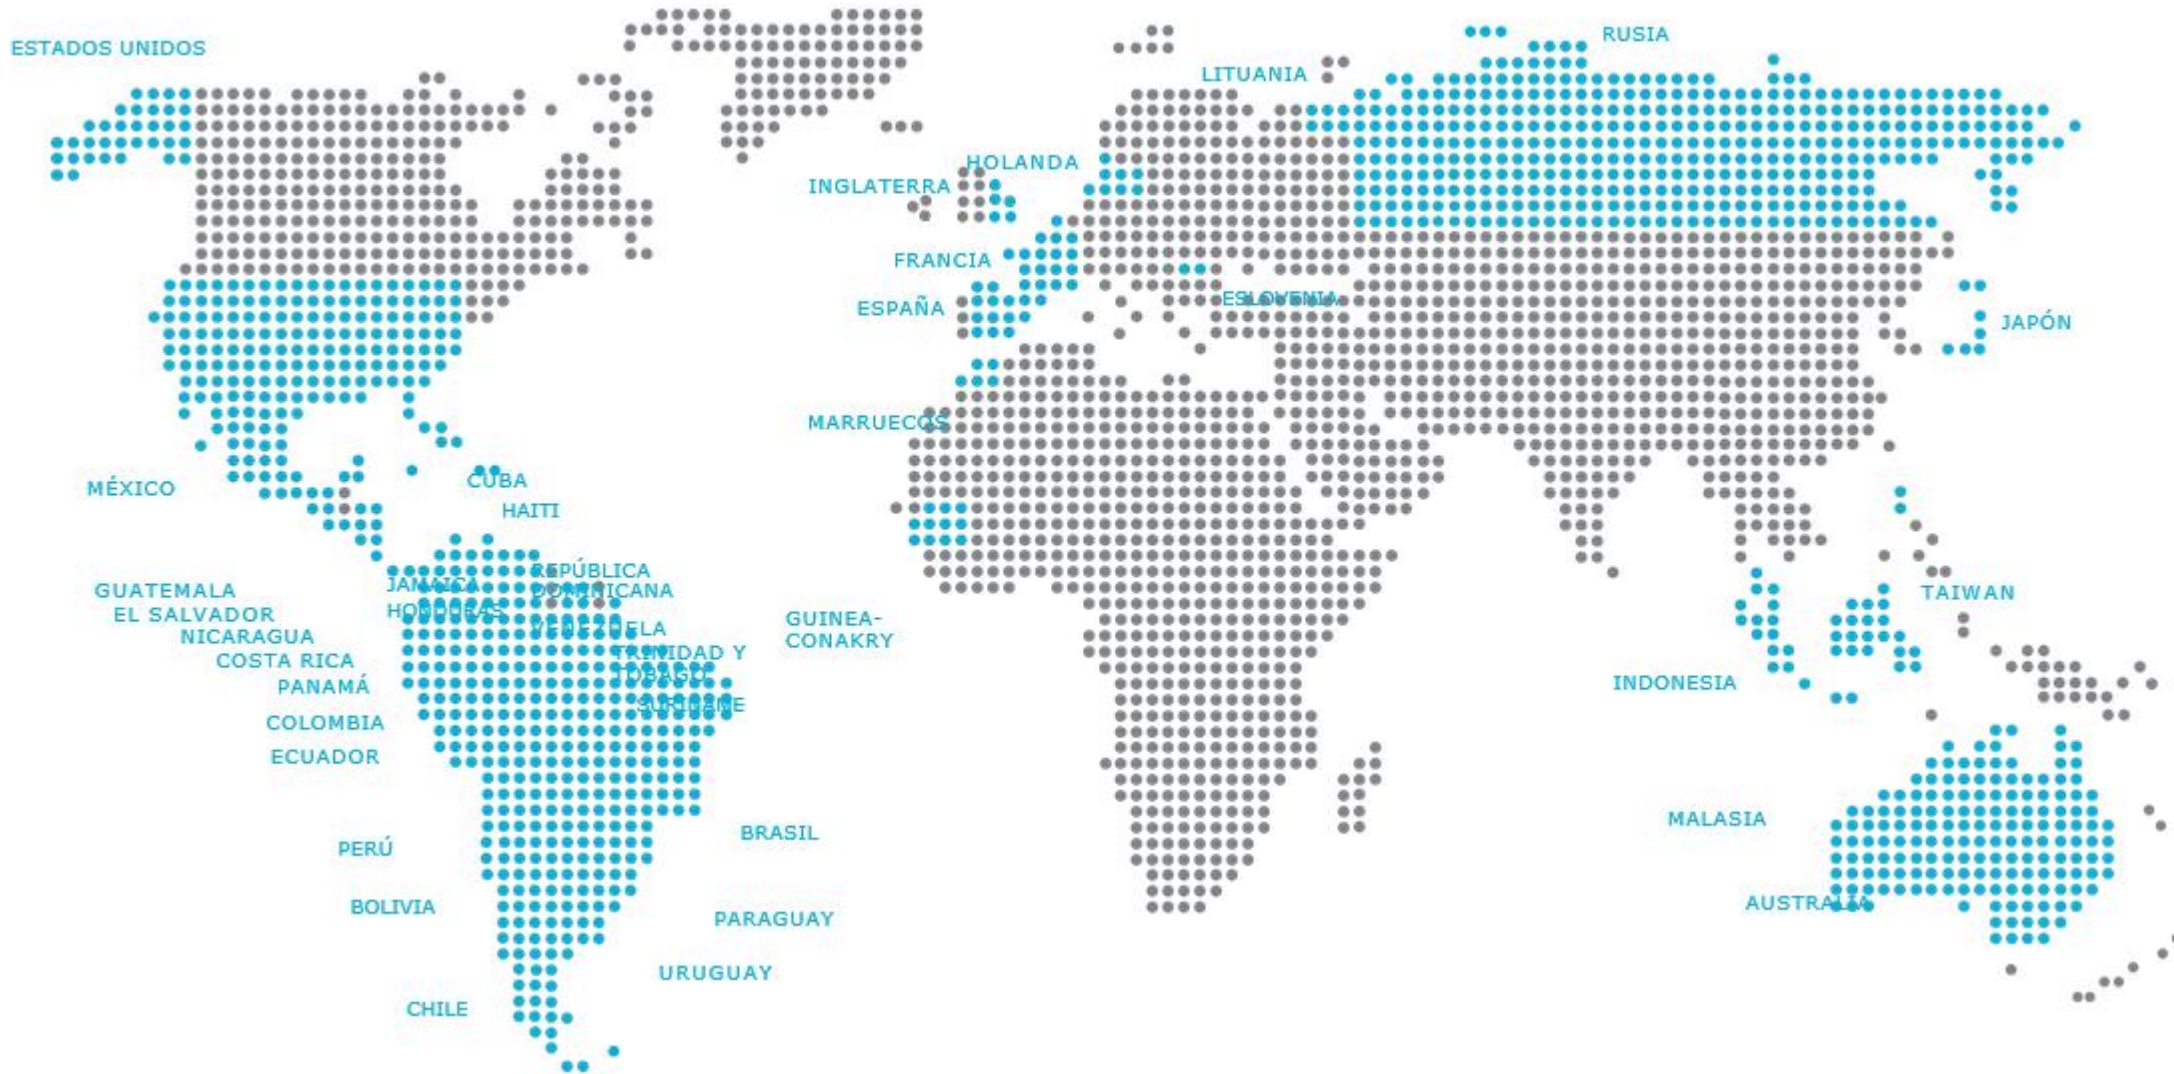 ESTADOS UNIDOS
RUSIA
LITUANIA
HOLANDA
INGLATERRA
FRANCIA
ESLOVENIA
ESPAÑA
JAPÓN
MARRUECOS
MÉXICO
CUBA
HAITI
REPÚBLICA
DOMINICANA
JAMAICA
HONDURAS
GUATEMALA
EL SALVADOR
NICARAGUA
COSTA RICA
PANAMÁ
COLOMBIA
ECUADOR
VENEZUELA
TRINIDAD Y
TOBAGO
SURINAME
GUINEA-
CONAKRY
TAIWAN
INDONESIA
MALASIA
AUSTRALIA
BRASIL
PERÚ
BOLIVIA
PARAGUAY
URUGUAY
CHILE